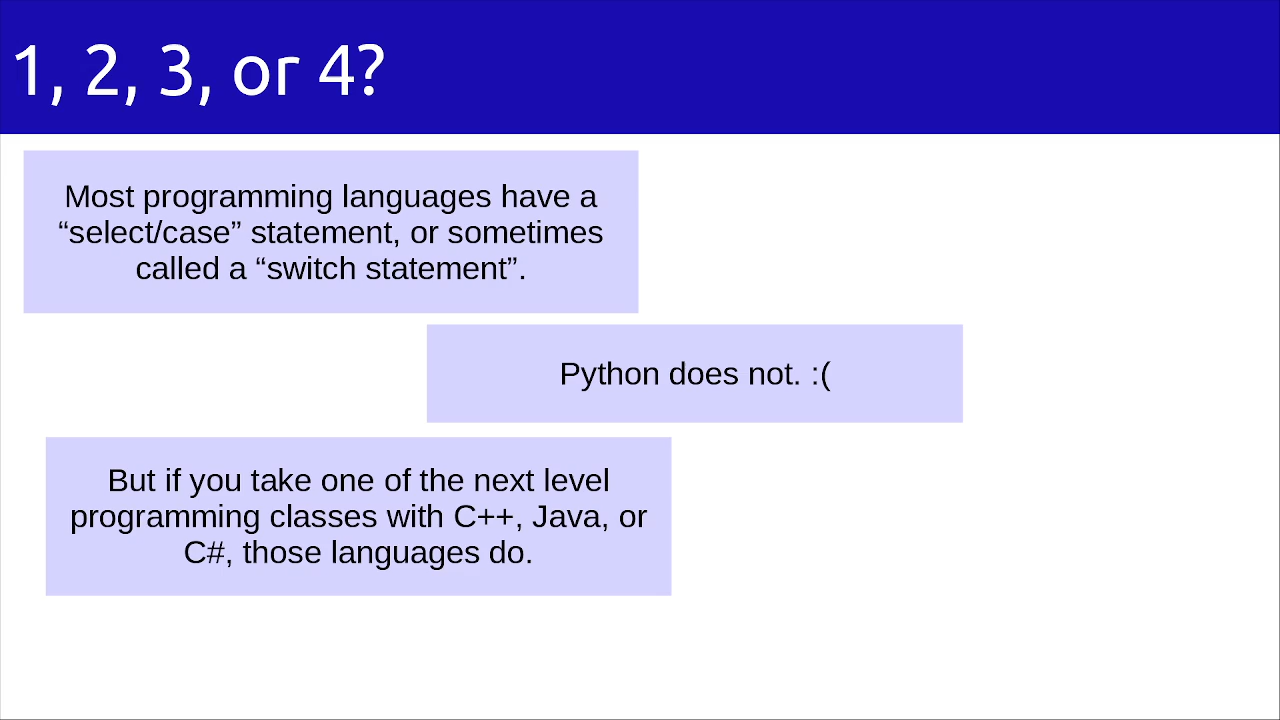 1, 2, 3, or 4?
Most programming languages have a
“select/case” statement, or sometimes
called a “switch statement”.
Python does not. :(
But if you take one of the next level
programming classes with C++, Java, or
C#, those languages do.